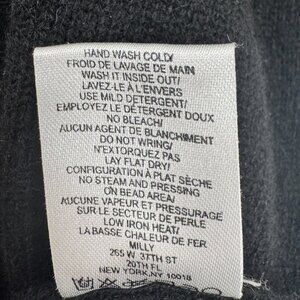 HAND WASH COLD/
FROID DE LAVAGE DE MAIN
WASH IT INSIDE OUT/
LAVEZ-LE À L'ENVERS
USE MILD DETERGENT/
EMPLOYEZ LE DETERGENT DOUX
NO BLEACH/
AUCUN AGENT DE BLANCHIMENT
DO NOT WRING/
N'EXTORQUEZ PAS
LAY FLAT DRY/
CONFIGURATION À PLAT SÈCHE
NO STEAM AND PRESSING
ON BEAD AREA/
AUCUNE VAPEUR ET PRESSURAGE
SUR LE SECTEUR DE PERLE
LOW IRON HEAT/
LA BASSE CHALEUR DE FER
MILLY
265 W 37TH ST
20TH FL
NEW YORK, NY 10018